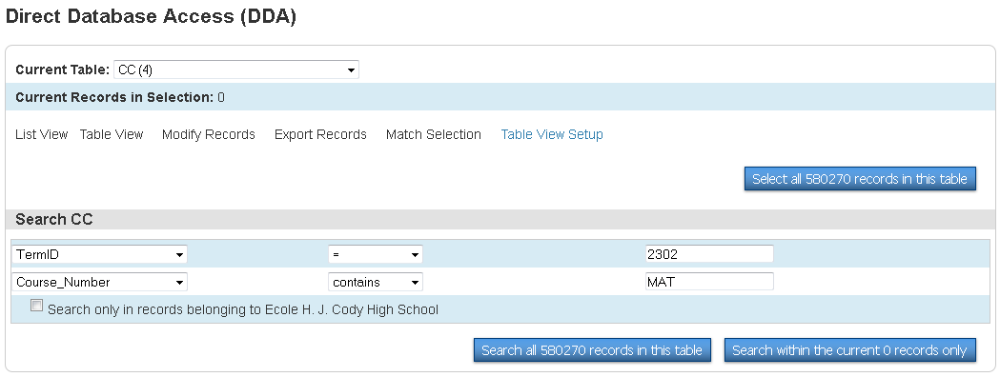 Direct Database Access (DDA)
Current Table: CC (4)
Current Records in Selection: 0
List View Table View Modify Records Export Records Match Selection Table View Setup
Select all 580270 records in this table
Search CC
TermID = 2302
Course_Number contains MAT
Search only in records belonging to Ecole H. J. Cody High School
Search all 580270 records in this table Search within the current 0 records only